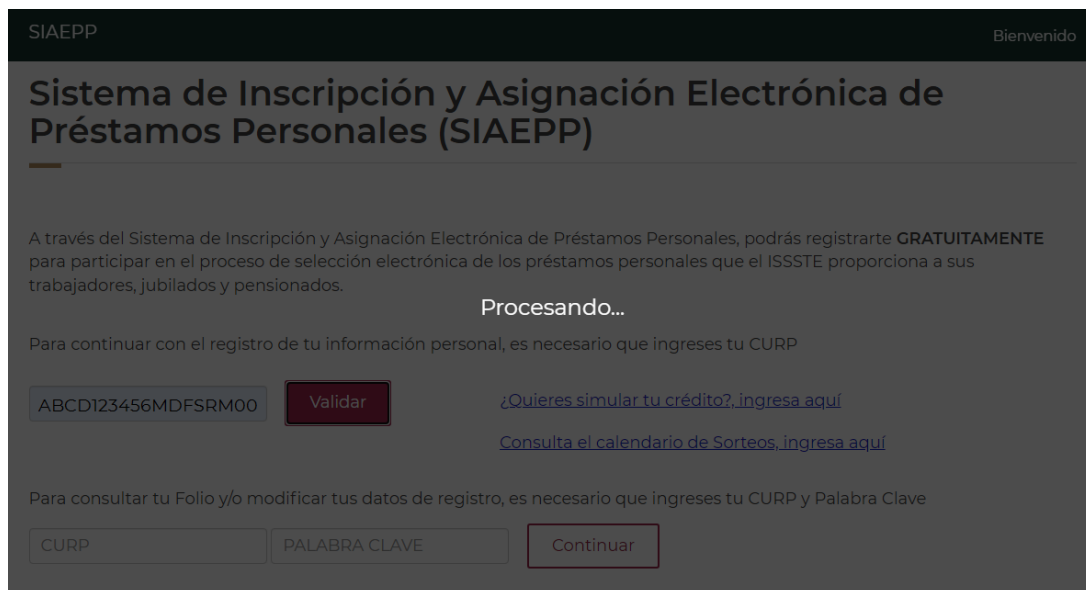 SIAEPP
Bienvenido
Sistema de Inscripción y Asignación Electrónica de
Préstamos Personales (SIAEPP)
A través del Sistema de Inscripción y Asignación Electrónica de Préstamos Personales, podrás registrarte GRATUITAMENTE
para participar en el proceso de selección electrónica de los préstamos personales que el ISSSTE proporciona a sus
trabajadores, jubilados y pensionados.
Procesando...
Para continuar con el registro de tu información personal, es necesario que ingreses tu CURP
ABCD123456MDFSRM00
Validar
¿Quieres simular tu crédito?, ingresa aquí
Consulta el calendario de Sorteos, ingresa aquí
Para consultar tu Folio y/o modificar tus datos de registro, es necesario que ingreses tu CURP y Palabra Clave
CURP
PALABRA CLAVE
Continuar